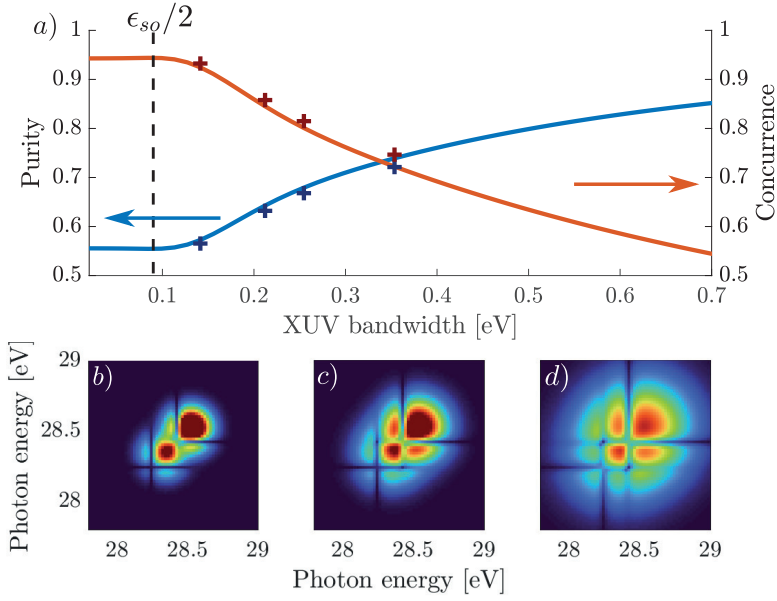 a)
ϵso/2
1
0.9
0.8
0.7
0.6
0.5
Purity
1
0.9
0.8
0.7
0.6
0.5
Concurrence
0.1 0.2 0.3 0.4 0.5 0.6 0.7
XUV bandwidth [eV]
b) c) d)
29
28.5
28
Photon energy [eV]
28 28.5 29 28 28.5 29 28 28.5 29
Photon energy [eV]